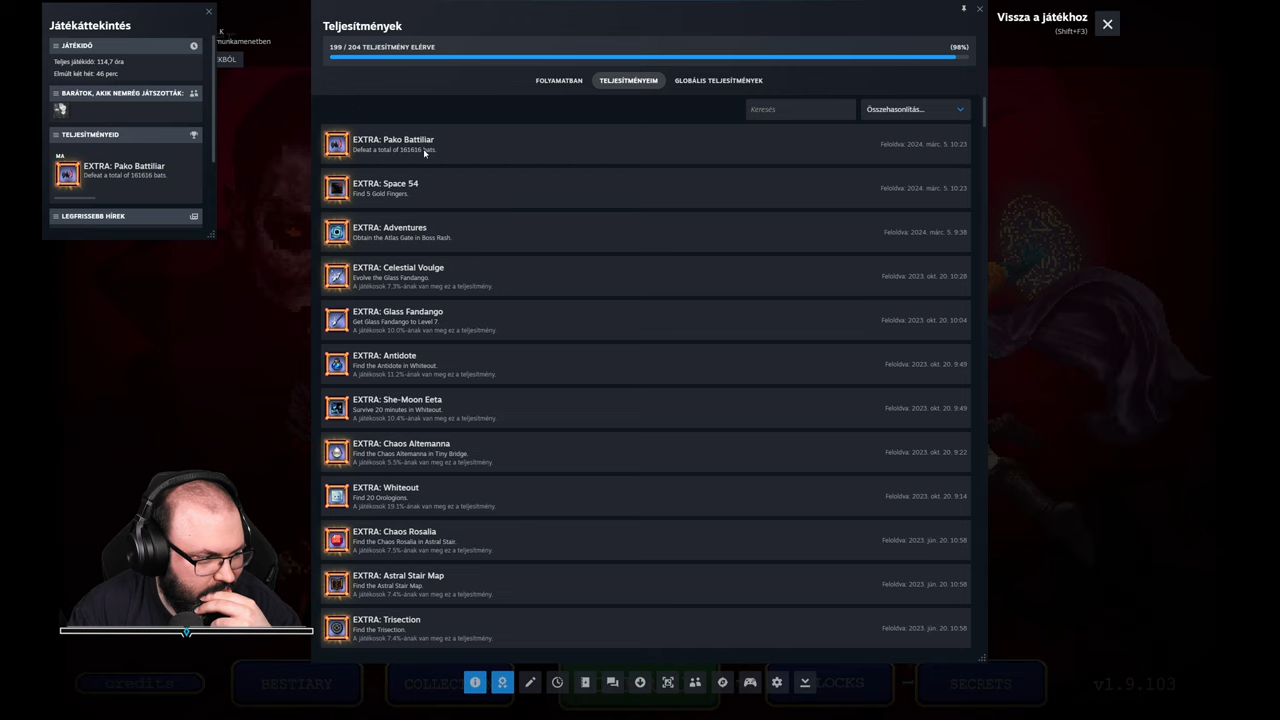 Játékáttekintés
JÁTÉKIDŐ
Teljes játékidő: 114,7 óra
Elmúlt két hét: 46 perc
BARÁTOK, AKIK NEMRÉG JÁTSZOTTÁK:
TELJESÍTMÉNYEID
MA
EXTRA: Pako Battiliar
Defeat a total of 161616 bats.
LEGFRISSEBB HÍREK
Teljesítmények
199 / 204 TELJESÍTMÉNY ELÉRVE
(98%)
FOLYAMATBAN
TELJESÍTMÉNYEIM
GLOBÁLIS TELJESÍTMÉNYEK
Keresés
Összehasonlítás...
EXTRA: Pako Battiliar
Defeat a total of 161616 bats.
Feloldva: 2024. márc. 5. 10:23
EXTRA: Space 54
Find 5 Gold Fingers.
Feloldva: 2024. márc. 5. 10:23
EXTRA: Adventures
Obtain the Atlas Gate in Boss Rash.
Feloldva: 2024. márc. 5. 9:38
EXTRA: Celestial Voulge
Evolve the Glass Fandango.
A játékosok 7.3%-ának van meg ez a teljesítmény.
Feloldva: 2023. okt. 20. 10:28
EXTRA: Glass Fandango
Get Glass Fandango to Level 7.
A játékosok 10.0%-ának van meg ez a teljesítmény.
Feloldva: 2023. okt. 20. 10:04
EXTRA: Antidote
Find the Antidote in Whiteout.
A játékosok 11.2%-ának van meg ez a teljesítmény.
Feloldva: 2023. okt. 20. 9:49
EXTRA: She-Moon Eeta
Survive 20 minutes in Whiteout.
A játékosok 10.4%-ának van meg ez a teljesítmény.
Feloldva: 2023. okt. 20. 9:49
EXTRA: Chaos Altemanna
Find the Chaos Altemanna in Tiny Bridge.
A játékosok 5.5%-ának van meg ez a teljesítmény.
Feloldva: 2023. okt. 20. 9:22
EXTRA: Whiteout
Find 20 Orologions.
A játékosok 19.1%-ának van meg ez a teljesítmény.
Feloldva: 2023. okt. 20. 9:14
EXTRA: Chaos Rosalia
Find the Chaos Rosalia in Astral Stair.
A játékosok 7.5%-ának van meg ez a teljesítmény.
Feloldva: 2023. jún. 20. 10:58
EXTRA: Astral Stair Map
Find the Astral Stair Map.
A játékosok 7.4%-ának van meg ez a teljesítmény.
Feloldva: 2023. jún. 20. 10:58
EXTRA: Trisection
Find the Trisection.
A játékosok 7.4%-ának van meg ez a teljesítmény.
Feloldva: 2023. jún. 20. 10:58
Vissza a játékhoz
(Shift+F3)
credits
BESTIARY
SECRETS
v1.9.103